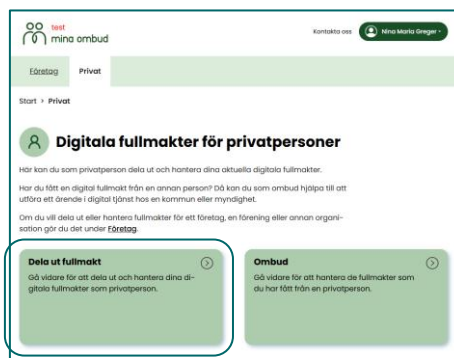 test
mina ombud
Kontakta oss
Nina Maria Greger
Företag
Privat
Start > Privat
Digitala fullmakter för privatpersoner
Här kan du som privatperson dela ut och hantera dina aktuella digitala fullmakter.
Har du fått en digital fullmakt från en annan person? Då kan du som ombud hjälpa till att
utföra ett ärende i digital tjänst hos en kommun eller myndighet.
Om du vill dela ut eller hantera fullmakter för ett företag, en förening eller annan organi-
sation gör du det under Företag.
Dela ut fullmakt
Gå vidare för att dela ut och hantera dina di-
gitala fullmakter som privatperson.
Ombud
Gå vidare för att hantera de fullmakter som
du har fått från en privatperson.